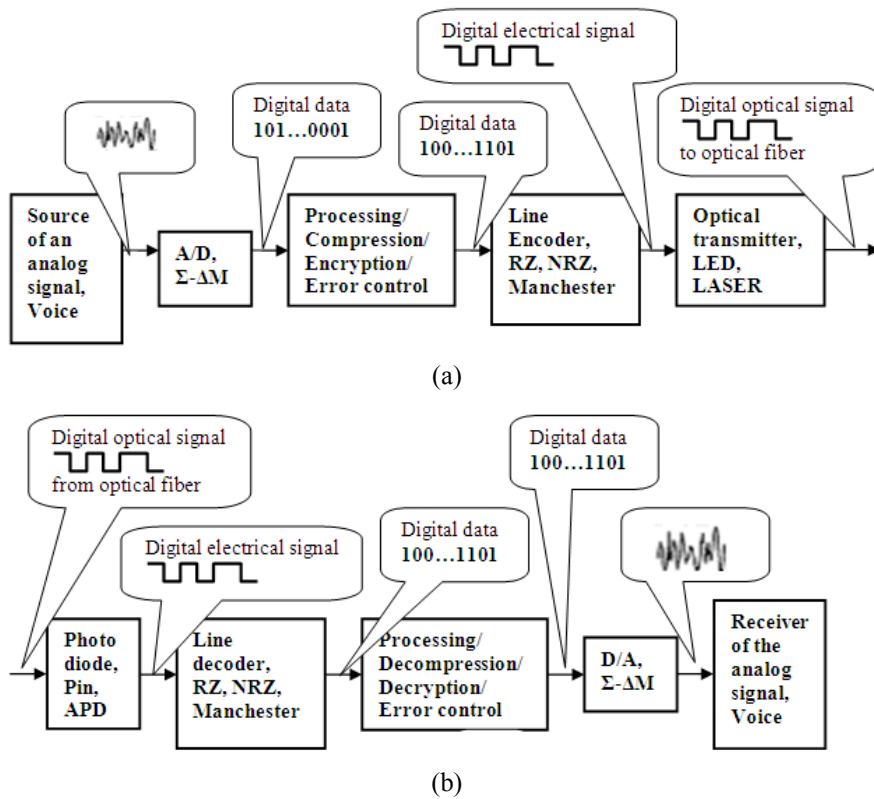 Digital electrical signal
Digital data
101...0001
Digital data
100...1101
Digital optical signal
to optical fiber
Source
of an
analog
signal,
Voice
A/D,
Σ-ΔM
Processing/
Compression/
Encryption/
Error control
Line
Encoder,
RZ, NRZ,
Manchester
Optical
transmitter,
LED,
LASER
(a)
Digital optical signal
from optical fiber
Digital electrical signal
Digital data
100...1101
Digital data
100...1101
Photo
diode,
Pin,
APD
Line
decoder,
RZ, NRZ,
Manchester
Processing/
Decompression/
Decryption/
Error control
D/A,
Σ-ΔM
Receiver
of the
analog
signal,
Voice
(b)